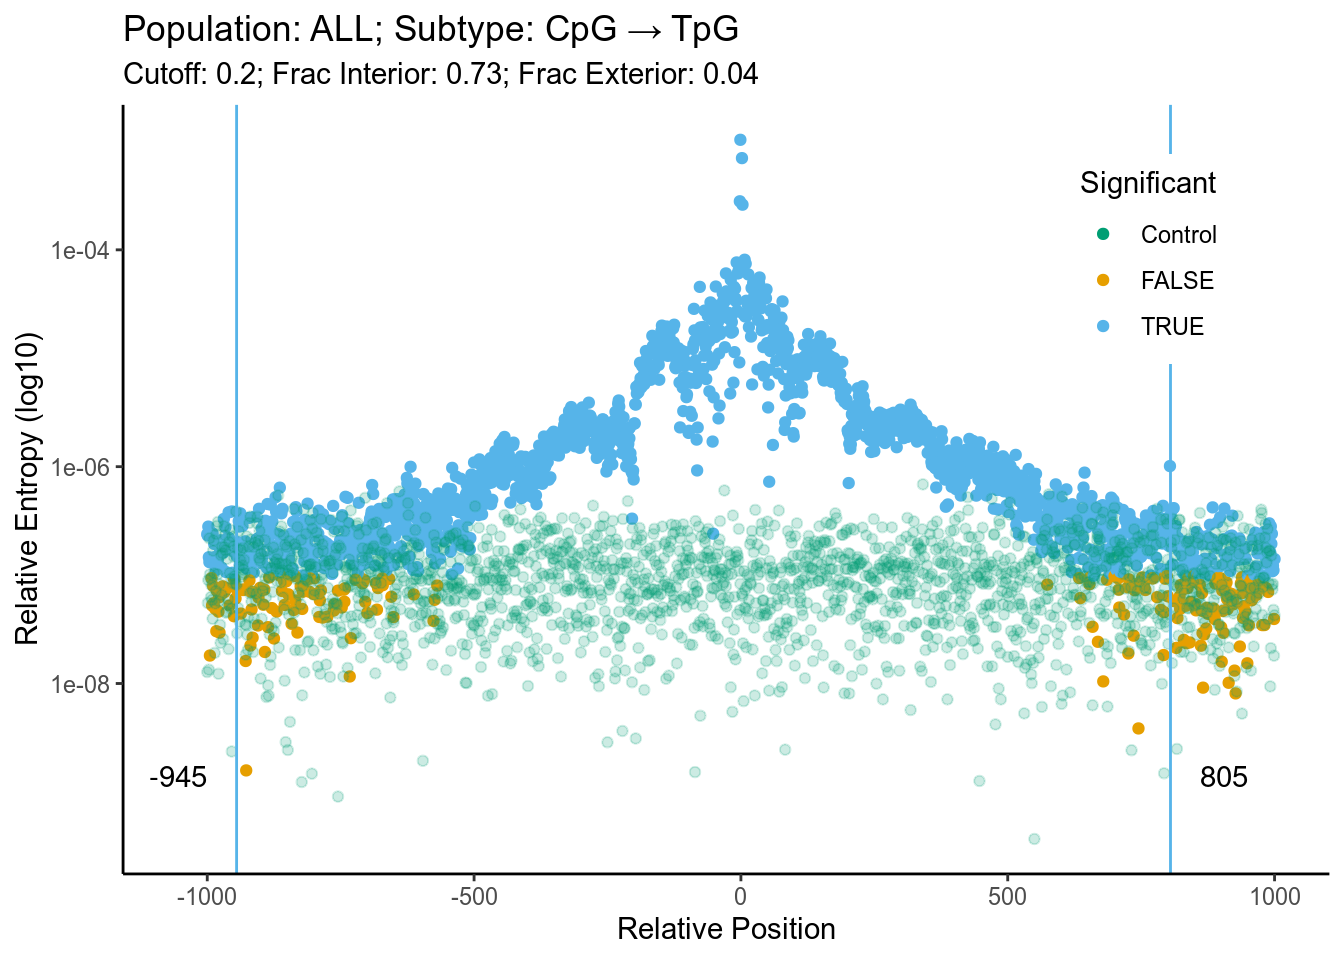 Population: ALL; Subtype: CpG → TpG
Cutoff: 0.2; Frac Interior: 0.73; Frac Exterior: 0.04
Significant
Control
FALSE
TRUE
Relative Entropy (log10)
1e-04
1e-06
1e-08
-945
805
-1000
-500
0
500
1000
Relative Position